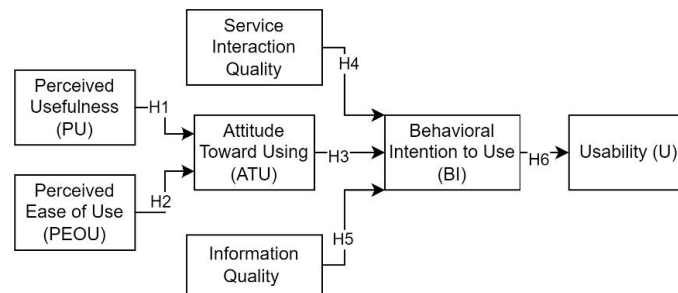 Service
Interaction
Quality
H4
Perceived
Usefulness
(PU)
H1
Attitude
Toward Using
(ATU)
H3
Behavioral
Intention to Use
(BI)
H6
Usability (U)
Perceived
Ease of Use
(PEOU)
H2
H5
Information
Quality